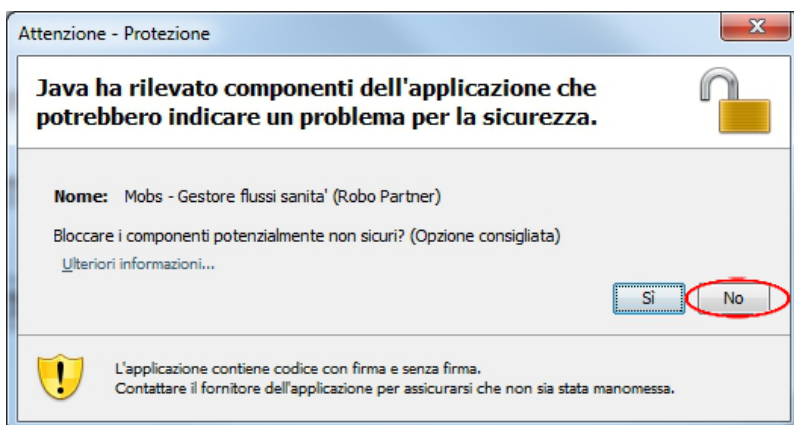 Attenzione - Protezione
Java ha rilevato componenti dell'applicazione che
potrebbero indicare un problema per la sicurezza.
Nome: Mobs - Gestore flussi sanita' (Robo Partner)
Bloccare i componenti potenzialmente non sicuri? (Opzione consigliata)
Ulteriori informazioni...
Sì No
L'applicazione contiene codice con firma e senza firma.
Contattare il fornitore dell'applicazione per assicurarsi che non sia stata manomessa.